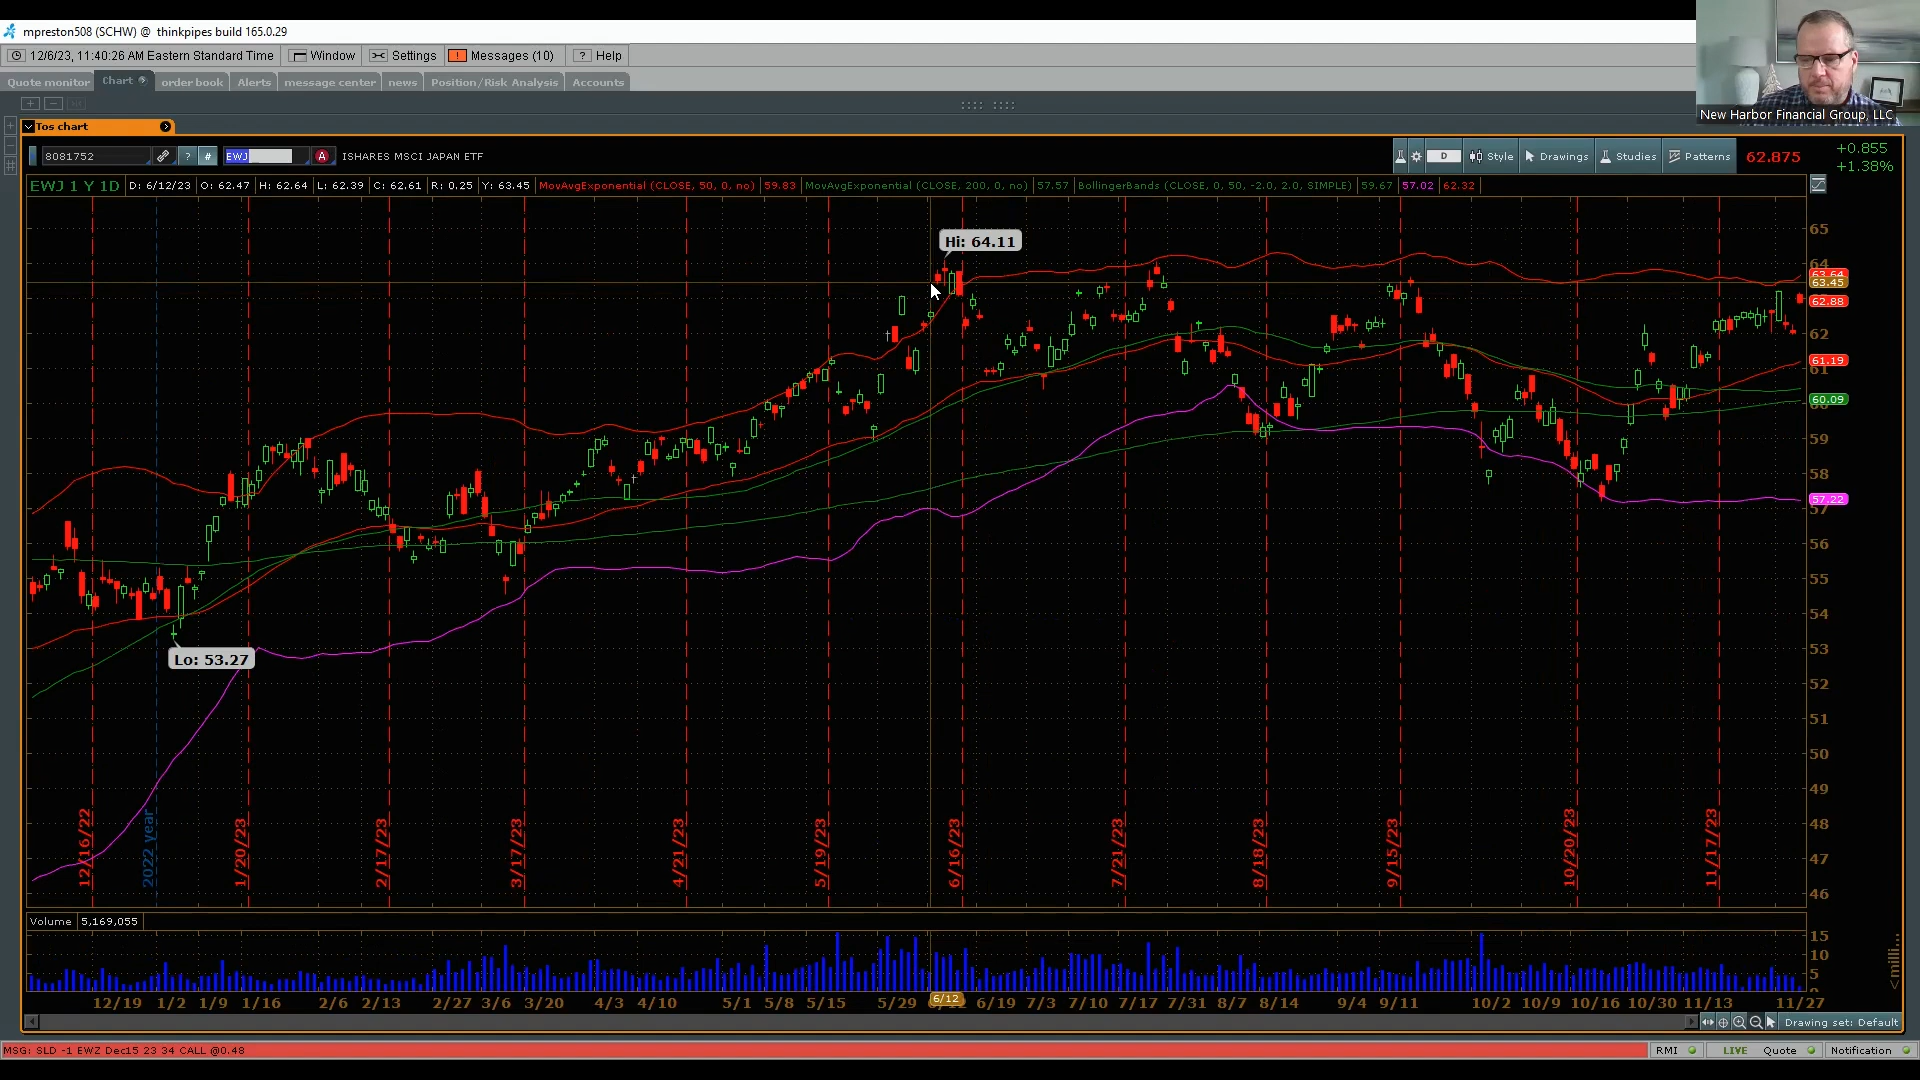 mpreston508 (SCHW) @ thinkpipes build 165.0.29
12/6/23, 11:40:26 AM Eastern Standard Time Window Settings Messages (10) ? Help
Quote monitor Chart order book Alerts message center news Position/Risk Analysis Accounts
New Harbor Financial Group, LLC
Tos chart
8081752 ? # EWJ A ISHARES MSCI JAPAN ETF D Style Drawings Studies Patterns 62.875 +0.855
+1.38%
EWJ 1 Y 1D D: 6/12/23 O: 62.47 H: 62.64 L: 62.39 C: 62.61 R: 0.25 Y: 63.45 MovAvgExponential (CLOSE, 50, 0, no) 59.83 MovAvgExponential (CLOSE, 200, 0, no) 57.57 BollingerBands (CLOSE, 0, 50, -2.0, 2.0, SIMPLE) 59.67 57.02 62.32
65
Hi: 64.11
64
63.64
63.45
62.88
62
61.19
61
60.09
59
58
57.22
57
56
55
54
53
Lo: 53.27
52
51
50
49
48
47
46
12/16/22 2022 year 1/20/23 2/17/23 3/17/23 4/21/23 5/19/23 6/16/23 7/21/23 8/18/23 9/15/23 10/20/23 11/17/23
Volume 5,169,055
15
10
5
millions
12/19 1/2 1/9 1/16 2/6 2/13 2/27 3/6 3/20 4/3 4/10 5/1 5/8 5/15 5/29 6/12 6/19 7/3 7/10 7/17 7/31 8/7 8/14 9/4 9/11 10/2 10/9 10/16 10/30 11/13 11/27
Drawing set: Default
MSG: SLD -1 EWZ Dec15 23 34 CALL @0.48 RMI LIVE Quote Notification